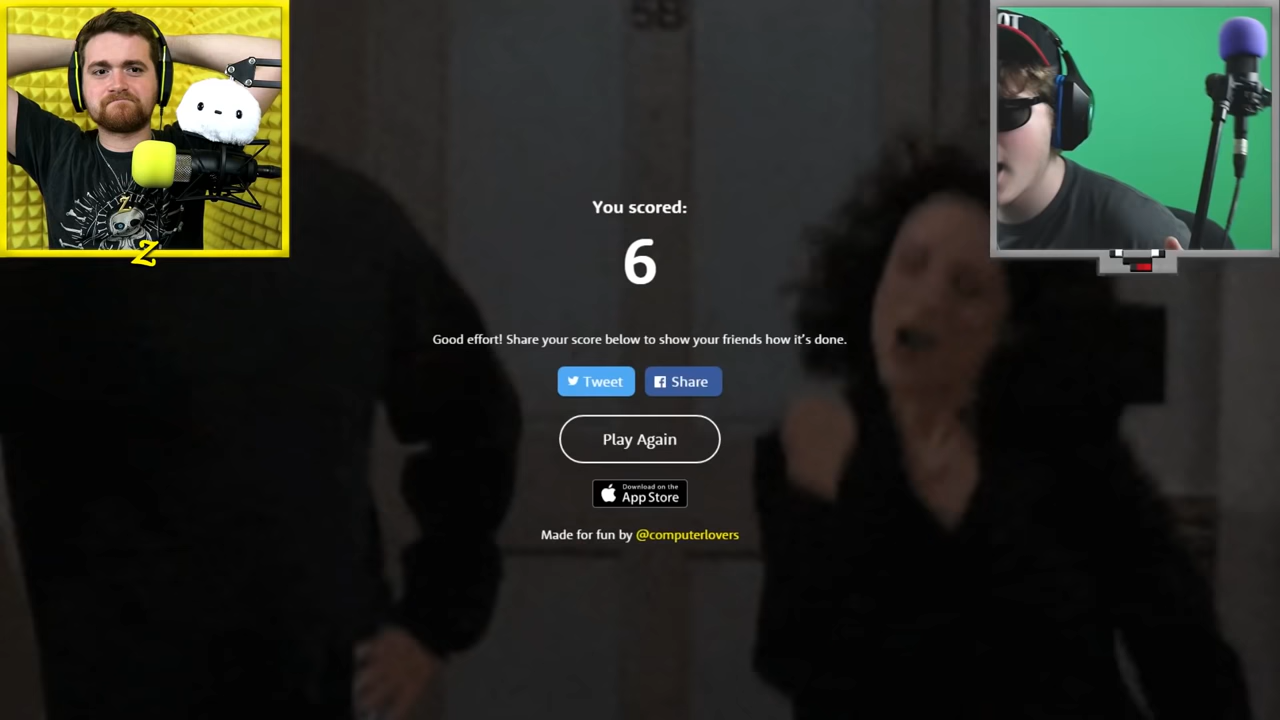 58
You scored:
6
Good effort! Share your score below to show your friends how it's done.
Tweet
Share
Play Again
Download on the
App Store
Made for fun by @computerlovers
Z
Z